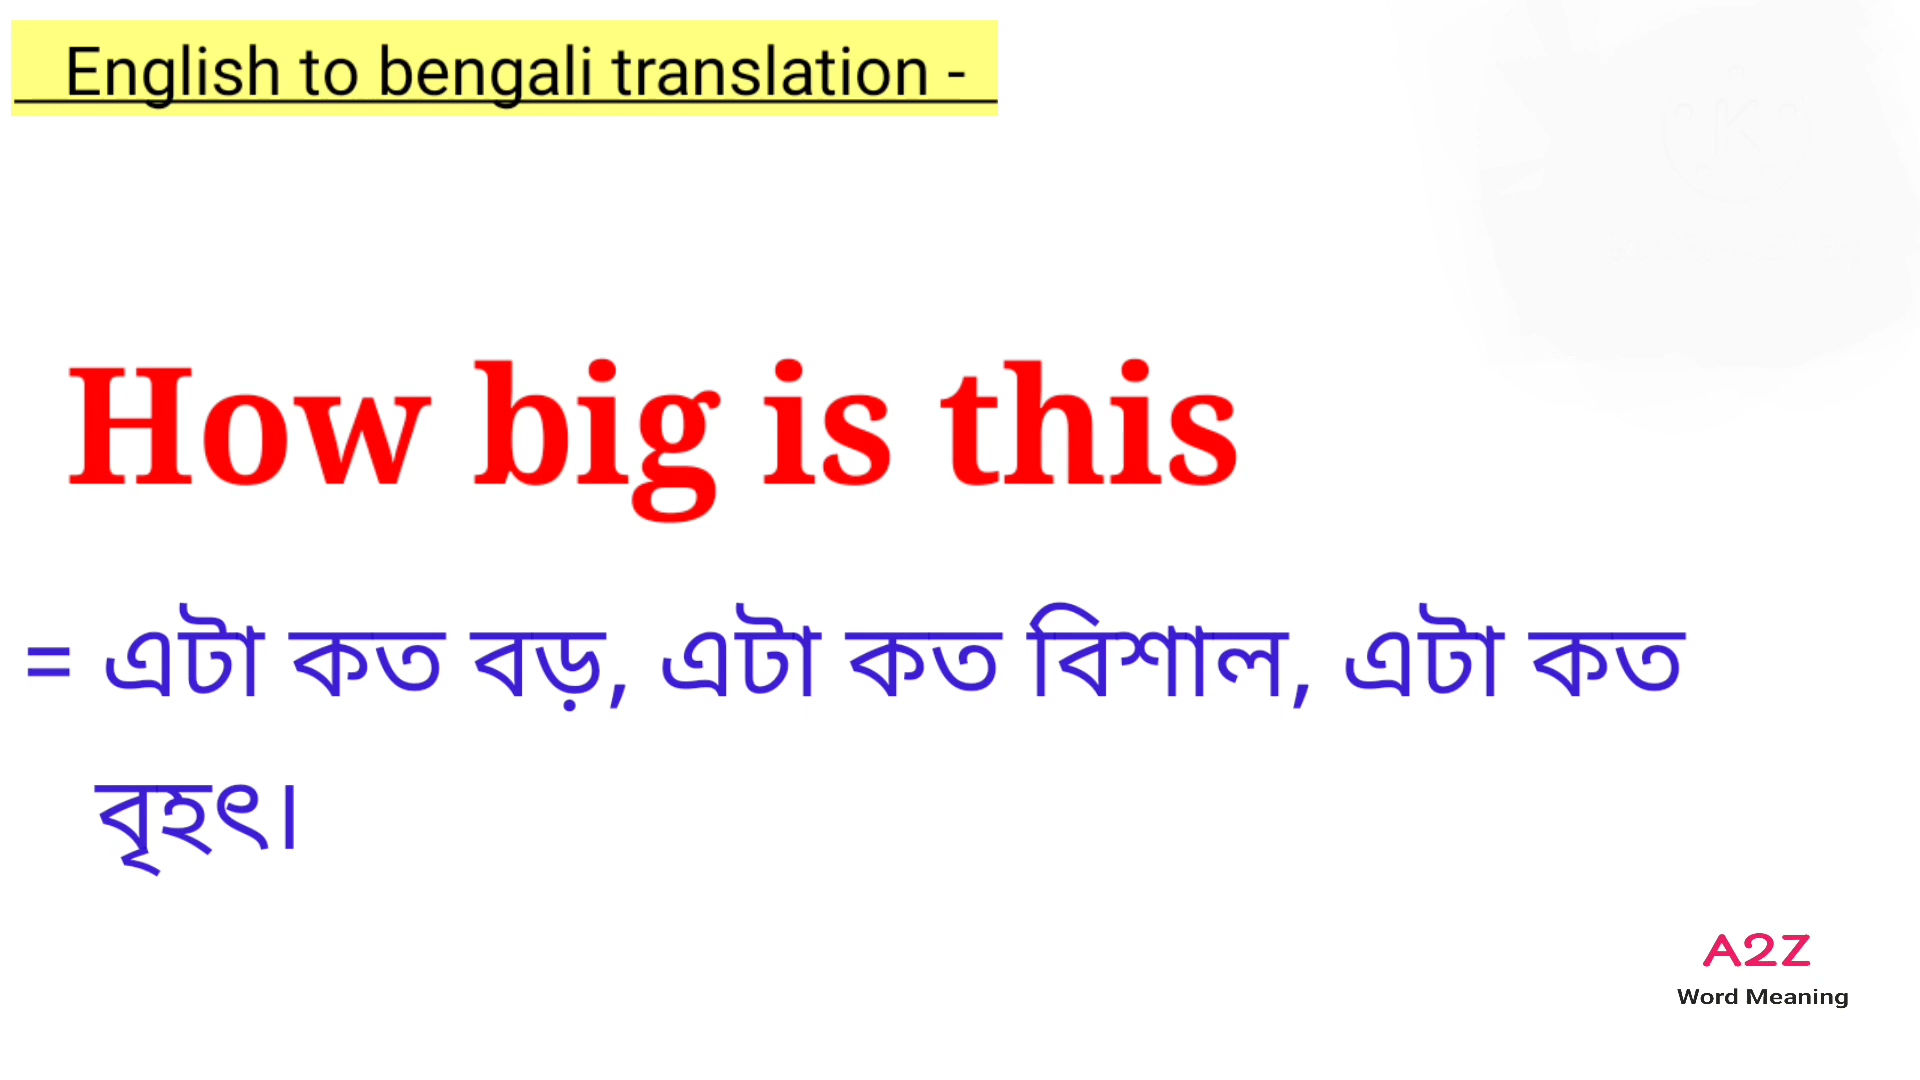 English to bengali translation -
How big is this
= এটা কত বড়, এটা কত বিশাল, এটা কত
বৃহৎ।
A2Z
Word Meaning